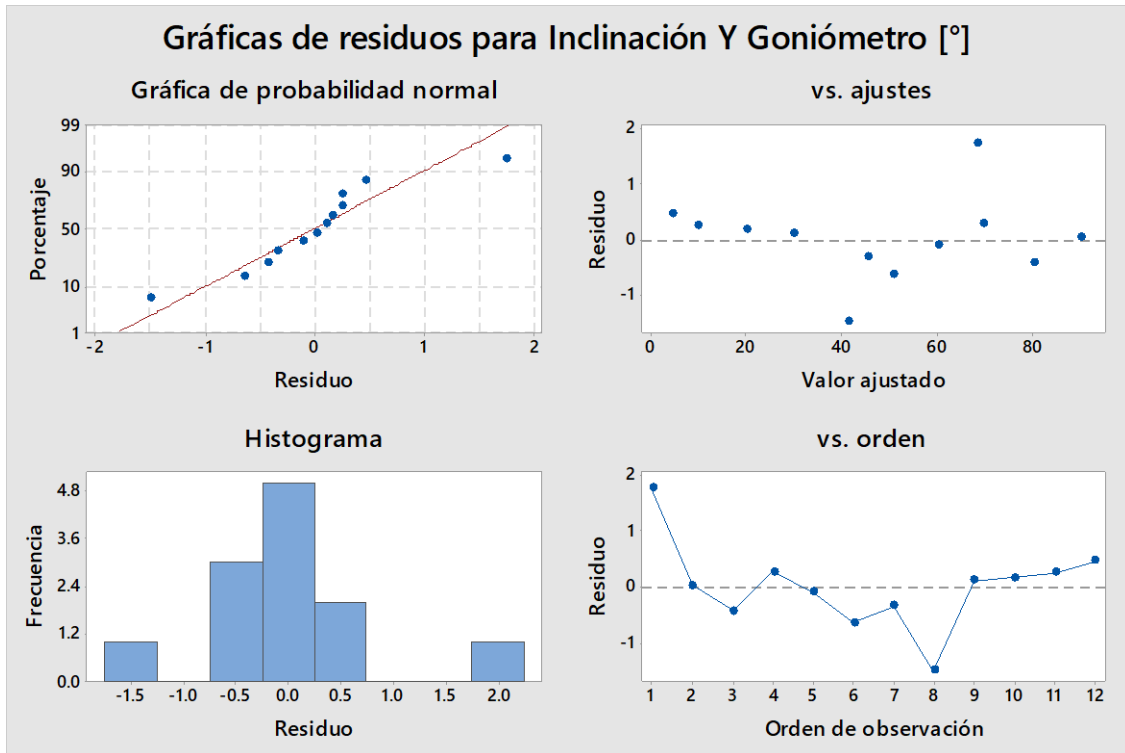 Gráficas de residuos para Inclinación Y Goniómetro [°]
Gráfica de probabilidad normal
99
90
50
10
1
Porcentaje
-2 -1 0 1 2
Residuo
vs. ajustes
2
1
0
-1
Residuo
0 20 40 60 80
Valor ajustado
Histograma
4.8
3.6
2.4
1.2
0.0
Frecuencia
-1.5 -1.0 -0.5 0.0 0.5 1.0 1.5 2.0
Residuo
vs. orden
2
1
0
-1
Residuo
1 2 3 4 5 6 7 8 9 10 11 12
Orden de observación